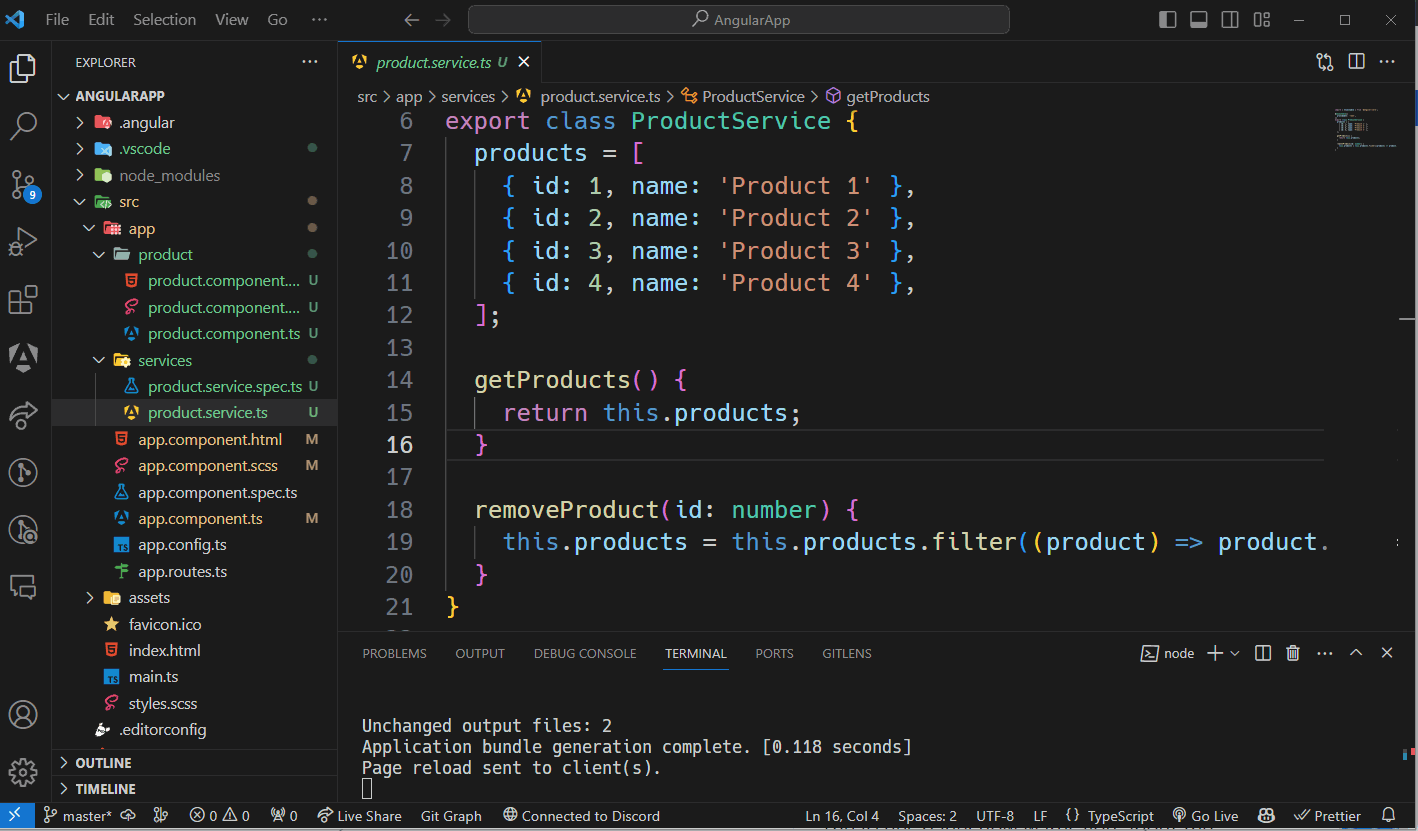 File Edit Selection View Go ···
AngularApp
EXPLORER ···
ANGULARAPP
.angular
.vscode
node_modules
src
app
product
product.component.... U
product.component.... U
product.component.ts U
services
product.service.spec.ts U
product.service.ts U
app.component.html M
app.component.scss M
app.component.spec.ts
app.component.ts M
app.config.ts
app.routes.ts
assets
favicon.ico
index.html
main.ts
styles.scss
.editorconfig
OUTLINE
TIMELINE
9
product.service.ts U
src > app > services > product.service.ts > ProductService > getProducts
6 export class ProductService {
7 products = [
8 { id: 1, name: 'Product 1' },
9 { id: 2, name: 'Product 2' },
10 { id: 3, name: 'Product 3' },
11 { id: 4, name: 'Product 4' },
12 ];
13
14 getProducts() {
15 return this.products;
16 }
17
18 removeProduct(id: number) {
19 this.products = this.products.filter((product) => product.
20 }
21 }
PROBLEMS OUTPUT DEBUG CONSOLE TERMINAL PORTS GITLENS
node
Unchanged output files: 2
Application bundle generation complete. [0.118 seconds]
Page reload sent to client(s).
master* 0 0 0 Live Share Git Graph Connected to Discord Ln 16, Col 4 Spaces: 2 UTF-8 LF {} TypeScript Go Live Prettier